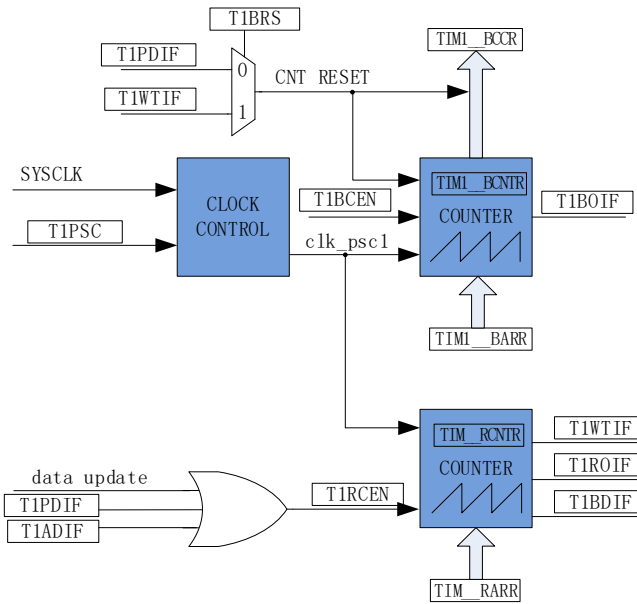 T1BRS
TIM1__BCCR
T1PDIF
0
CNT RESET
T1WTIF
1
SYSCLK
CLOCK
CONTROL
TIM1__BCNTR
T1BCEN
COUNTER
T1BOIF
T1PSC
clk_psc1
TIM1__BARR
TIM__RCNTR
T1WTIF
COUNTER
T1ROIF
data update
T1RCEN
T1BDIF
T1PDIF
T1ADIF
TIM__RARR